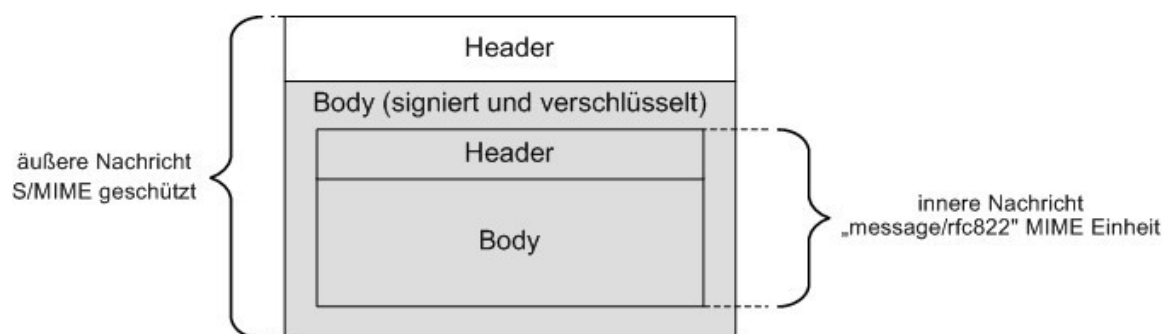 Header
Body (signiert und verschlüsselt)
Header
äußere Nachricht
S/MIME geschützt
innere Nachricht
„message/rfc822" MIME Einheit
Body